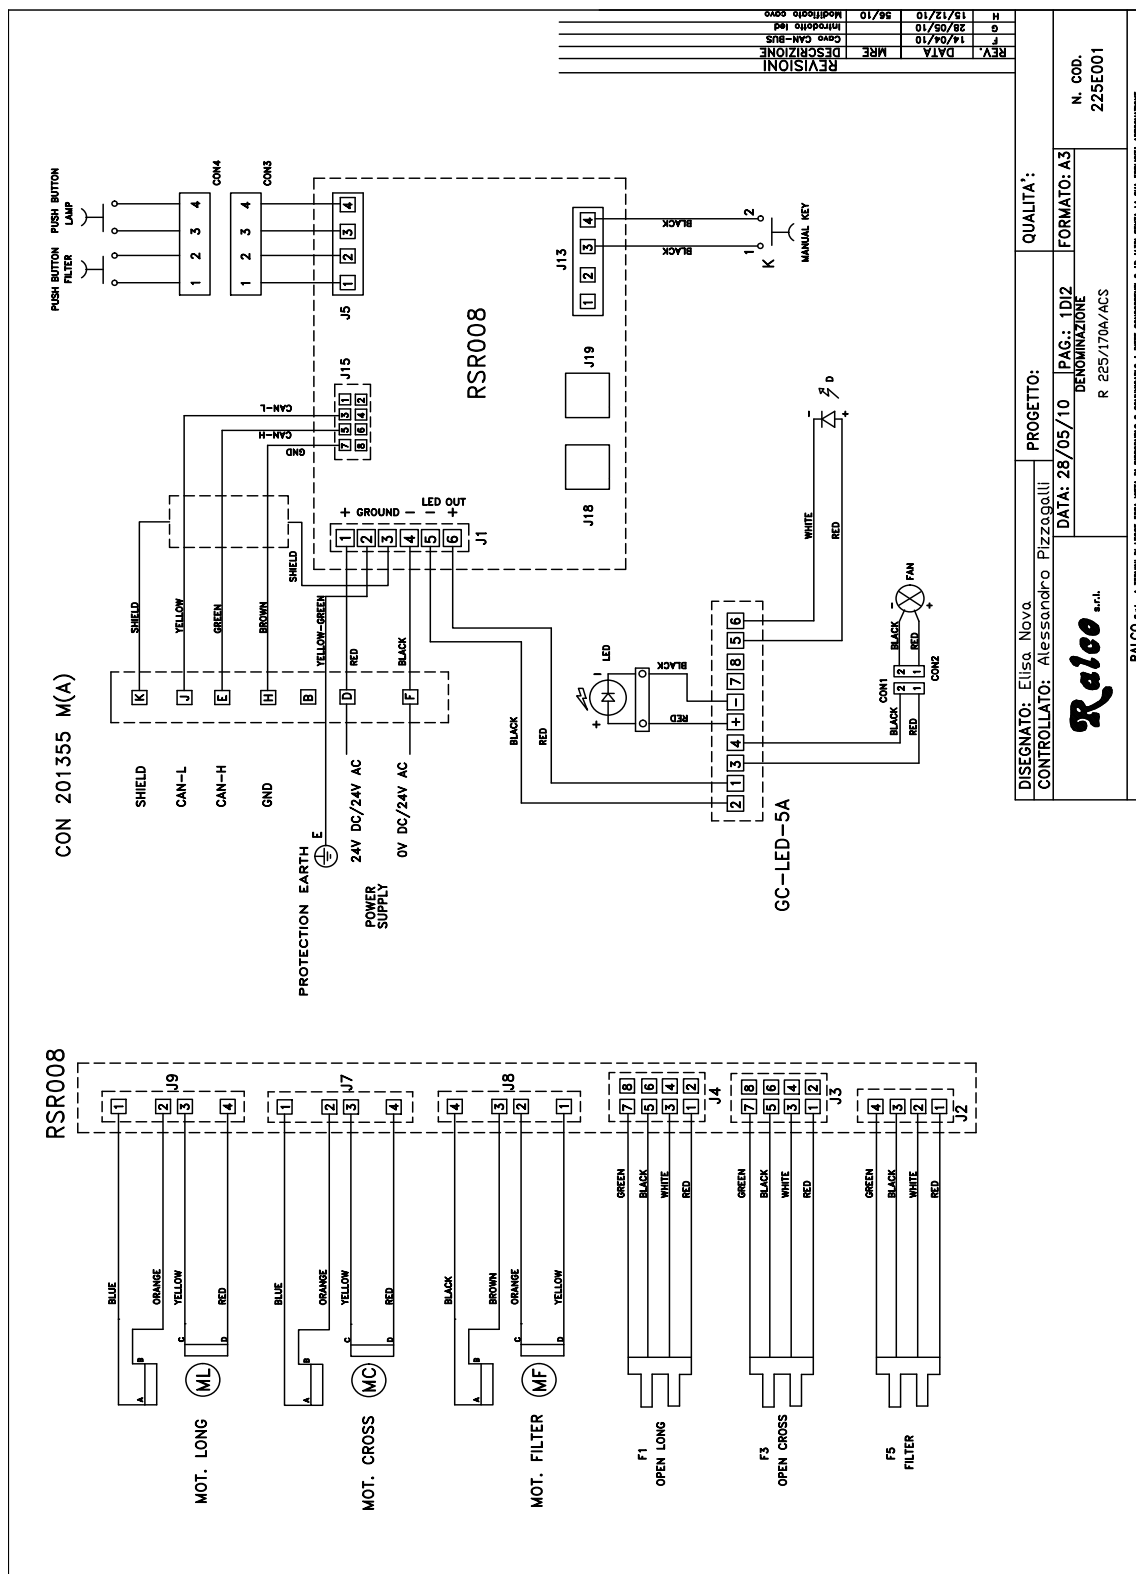 REVISIONI
REV. DATA MRE DESCRIZIONE
F 14/04/10 Cavo CAN-BUS
G 28/05/10 Introdotto led
H 15/12/10 56/10 Modificato cavo
CON 201355 M(A)
SHIELD
CAN-L
CAN-H
GND
PROTECTION EARTH
E
24V DC/24V AC
0V DC/24V AC
POWER SUPPLY
K
J
E
H
B
D
F
SHIELD
YELLOW
GREEN
BROWN
YELLOW-GREEN
RED
BLACK
SHIELD
PUSH BUTTON FILTER
PUSH BUTTON LAMP
1 2 3 4
CON4
1 2 3 4
CON3
1 2 3 4
J5
GND
CAN-H
CAN-L
7 5 3 1
8 6 4 2
J15
RSR008
+ GROUND - - +
LED OUT
1 2 3 4 5 6
J1
J18
J19
J13
1 2 3 4
BLACK
BLACK
1
2
K
MANUAL KEY
BLACK
RED
LED
+
-
RED
BLACK
2 1 3 4 + - 7 8 5 6
GC-LED-5A
WHITE
RED
-
+
D
BLACK
RED
CON1
2 1
2 1
CON2
BLACK
RED
-
+
FAN
RSR008
1 2 3 4
J9
BLUE
ORANGE
YELLOW
RED
A
B
C
D
ML
MOT. LONG
1 2 3 4
J7
BLUE
ORANGE
YELLOW
RED
A
B
C
D
MC
MOT. CROSS
4 3 2 1
J8
BLACK
BROWN
ORANGE
YELLOW
A
B
C
D
MF
MOT. FILTER
8 6 4 2
7 5 3 1
J4
GREEN
BLACK
WHITE
RED
F1
OPEN LONG
8 6 4 2
7 5 3 1
J3
GREEN
BLACK
WHITE
RED
F3
OPEN CROSS
4 3 2 1
J2
GREEN
BLACK
WHITE
RED
F5
FILTER
DISEGNATO: Elisa Nova
PROGETTO:
QUALITA':
CONTROLLATO: Alessandro Pizzagalli
DATA: 28/05/10
PAG.: 1DI2
FORMATO: A3
N. COD.
225E001
Ralco s.r.l.
DENOMINAZIONE
R 225/170A/ACS